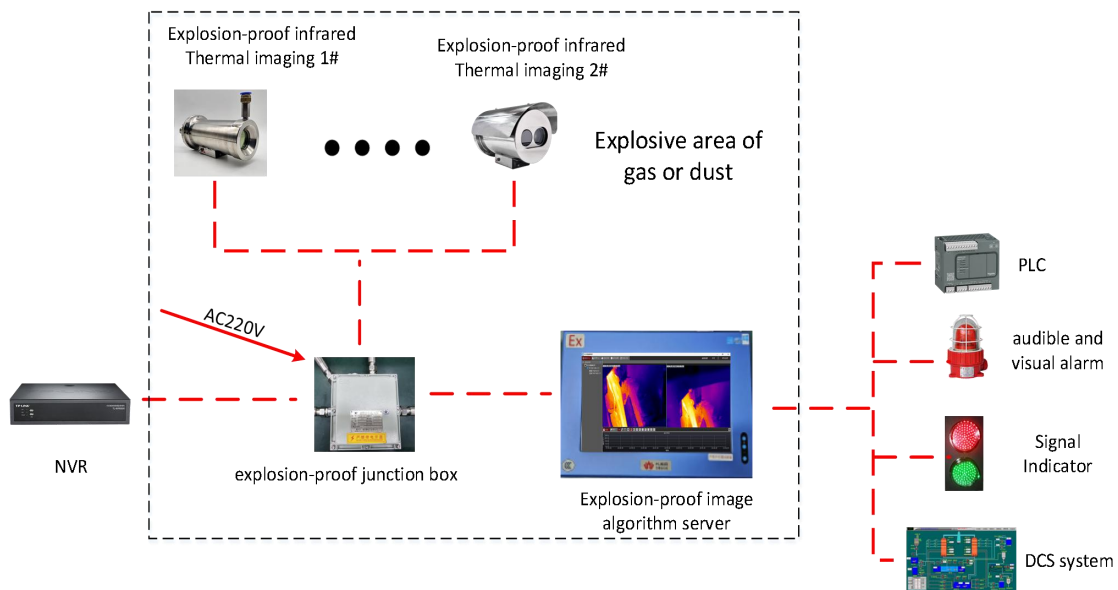 Explosion-proof infrared
Thermal imaging 1#
Explosion-proof infrared
Thermal imaging 2#
Explosive area of
gas or dust
AC220V
Ex
PLC
audible and
visual alarm
NVR
explosion-proof junction box
Explosion-proof image
algorithm server
Signal
Indicator
DCS system